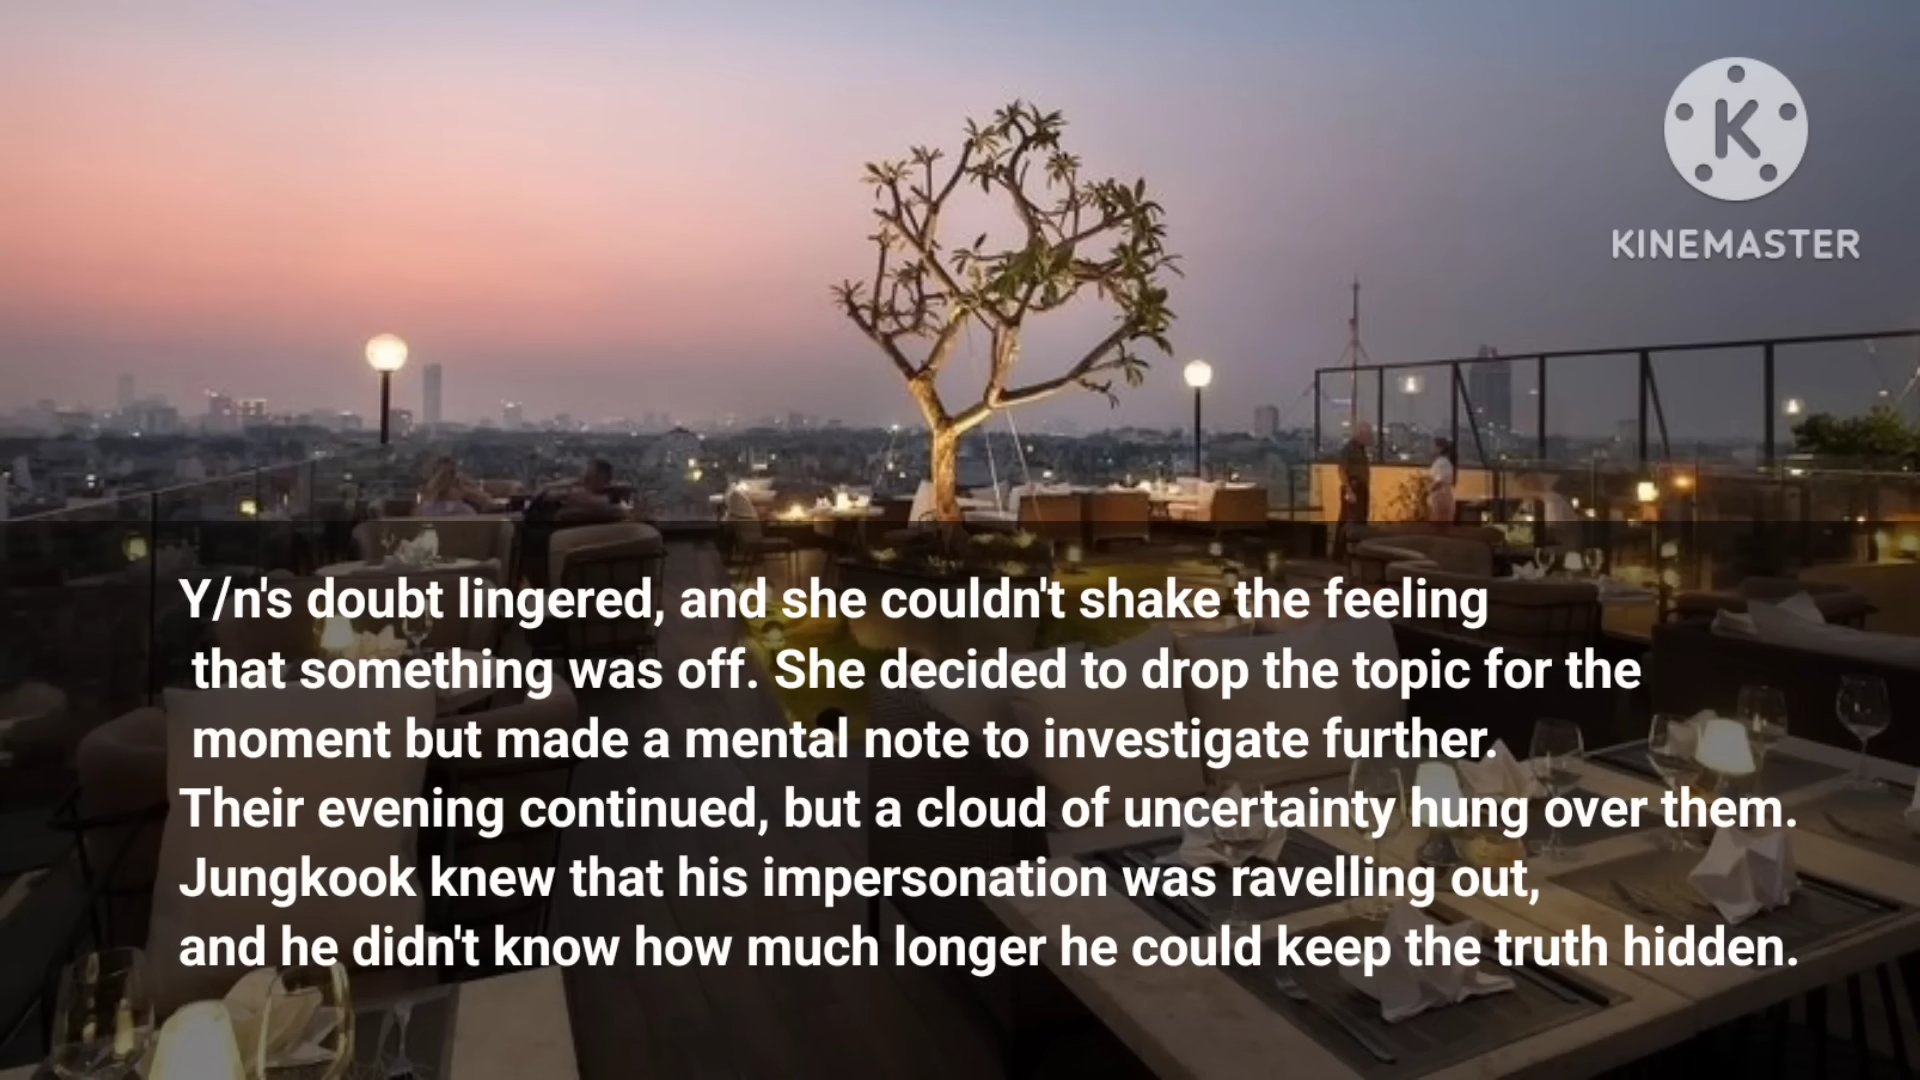 K
KINEMASTER
Y/n's doubt lingered, and she couldn't shake the feeling
that something was off. She decided to drop the topic for the
moment but made a mental note to investigate further.
Their evening continued, but a cloud of uncertainty hung over them.
Jungkook knew that his impersonation was ravelling out,
and he didn't know how much longer he could keep the truth hidden.